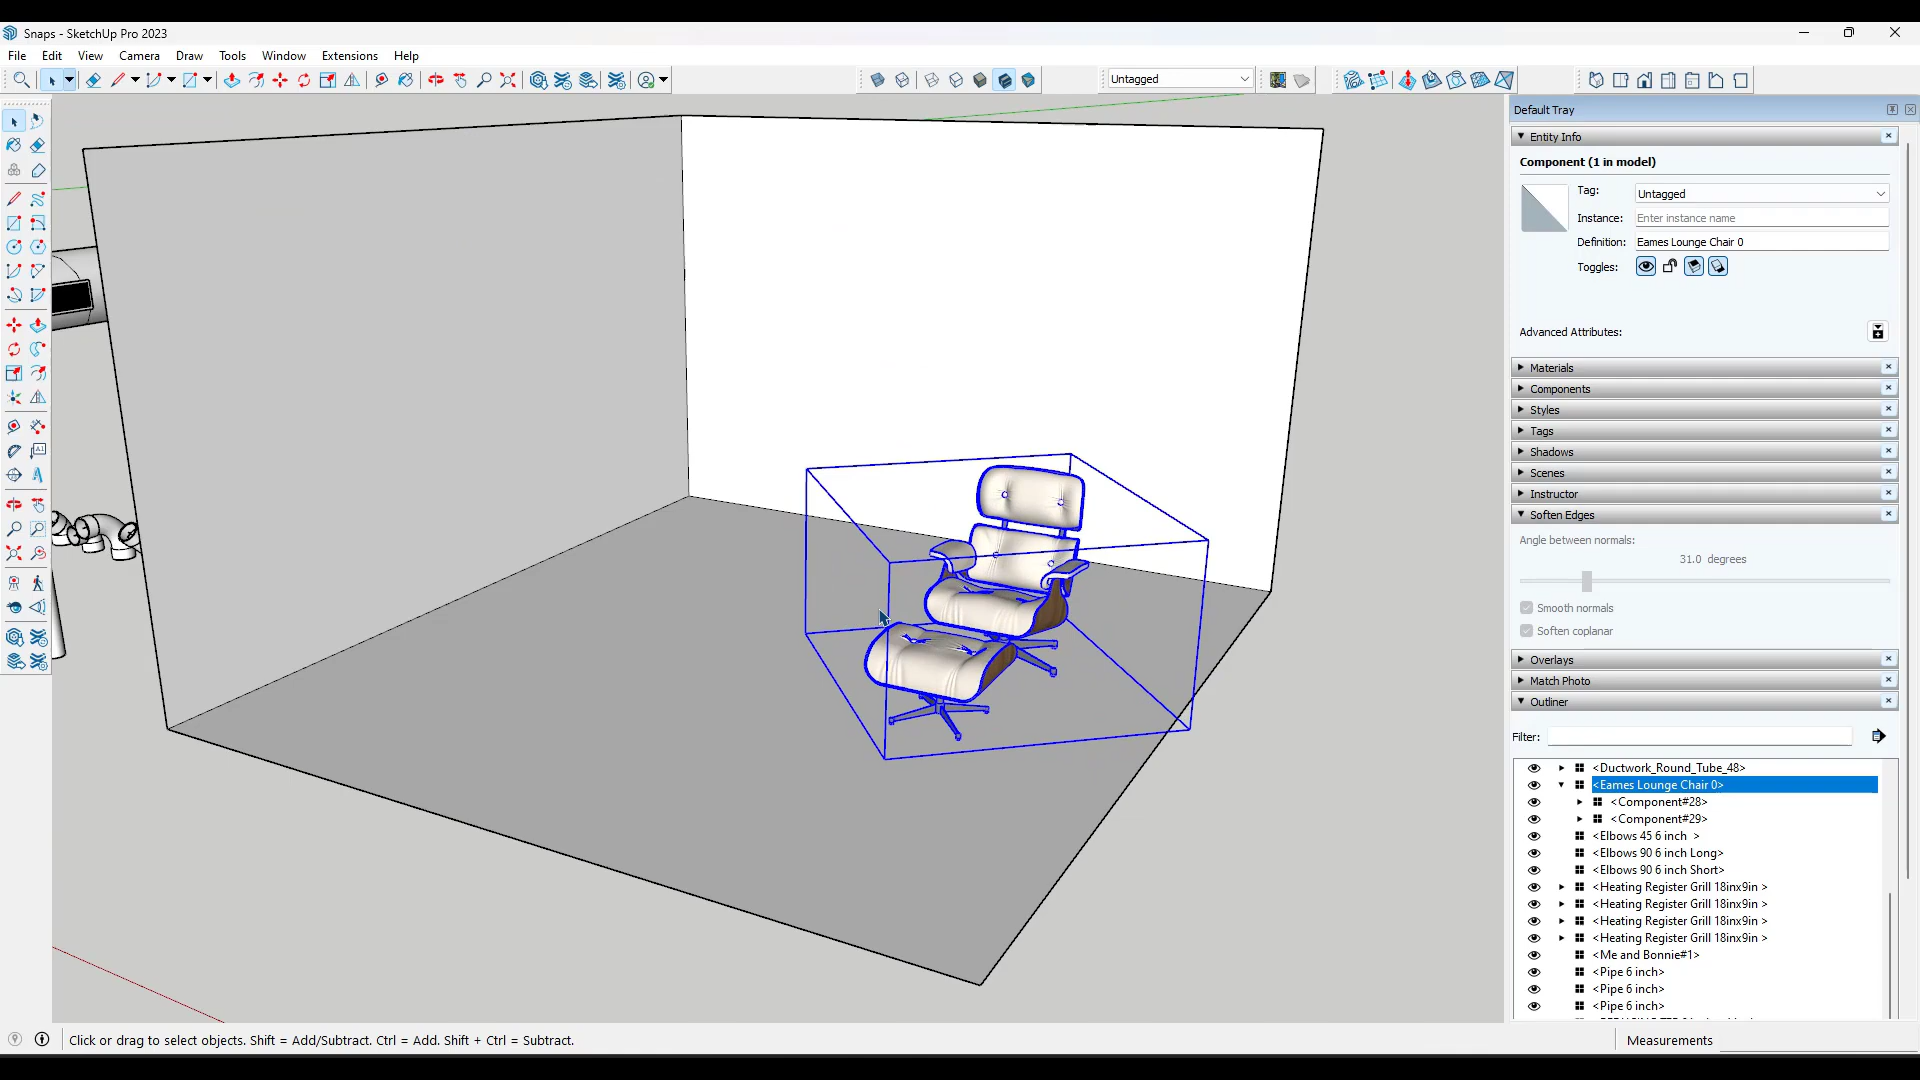 Snaps - SketchUp Pro 2023
File Edit View Camera Draw Tools Window Extensions Help
Untagged
Default Tray
Entity Info
Component (1 in model)
Tag: Untagged
Instance: Enter instance name
Definition: Eames Lounge Chair 0
Toggles:
Advanced Attributes:
Materials
Components
Styles
Tags
Shadows
Scenes
Instructor
Soften Edges
Angle between normals:
31.0 degrees
Smooth normals
Soften coplanar
Overlays
Match Photo
Outliner
Filter:
<Ductwork_Round_Tube_48>
<Eames Lounge Chair 0>
<Component#28>
<Component#29>
<Elbows 45 6 inch >
<Elbows 90 6 inch Long>
<Elbows 90 6 inch Short>
<Heating Register Grill 18inx9in >
<Heating Register Grill 18inx9in >
<Heating Register Grill 18inx9in >
<Heating Register Grill 18inx9in >
<Me and Bonnie#1>
<Pipe 6 inch>
<Pipe 6 inch>
<Pipe 6 inch>
Click or drag to select objects. Shift = Add/Subtract. Ctrl = Add. Shift + Ctrl = Subtract.
Measurements